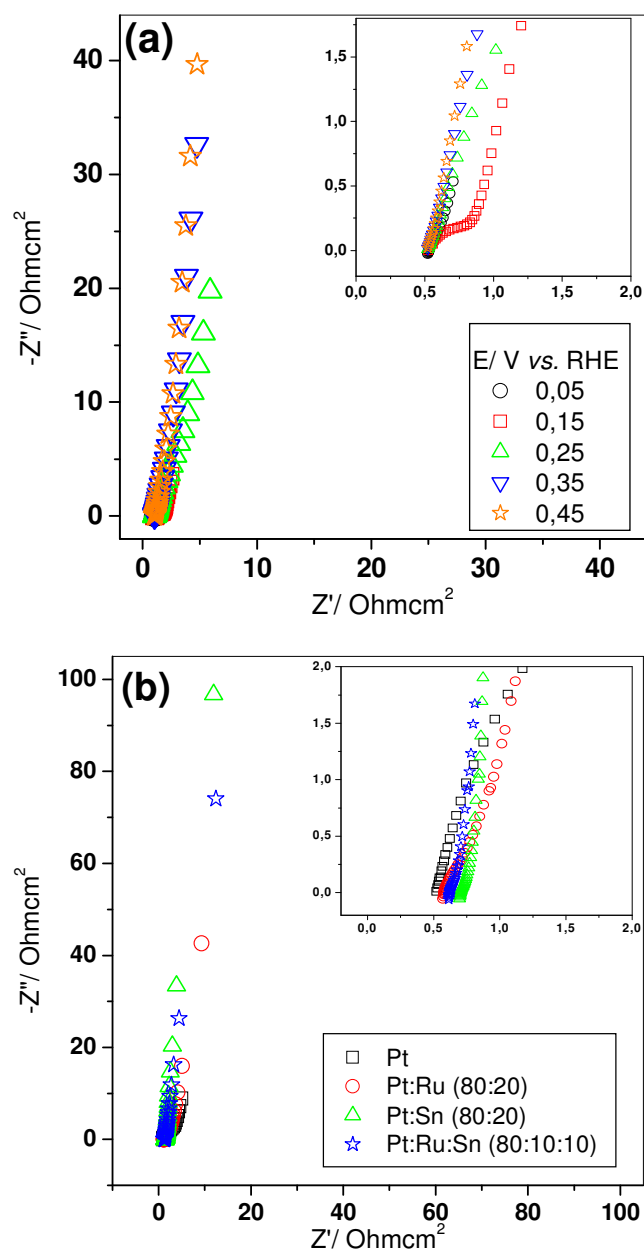 (a)
40
30
20
10
0
-Z"/ Ohmcm²
0 10 20 30 40
Z'/ Ohmcm²
1,5
1,0
0,5
0,0
0,0 0,5 1,0 1,5 2,0
E/ V vs. RHE
0,05
0,15
0,25
0,35
0,45
(b)
100
80
60
40
20
0
-Z"/ Ohmcm²
0 20 40 60 80 100
Z'/ Ohmcm²
2,0
1,5
1,0
0,5
0,0
0,0 0,5 1,0 1,5 2,0
Pt
Pt:Ru (80:20)
Pt:Sn (80:20)
Pt:Ru:Sn (80:10:10)